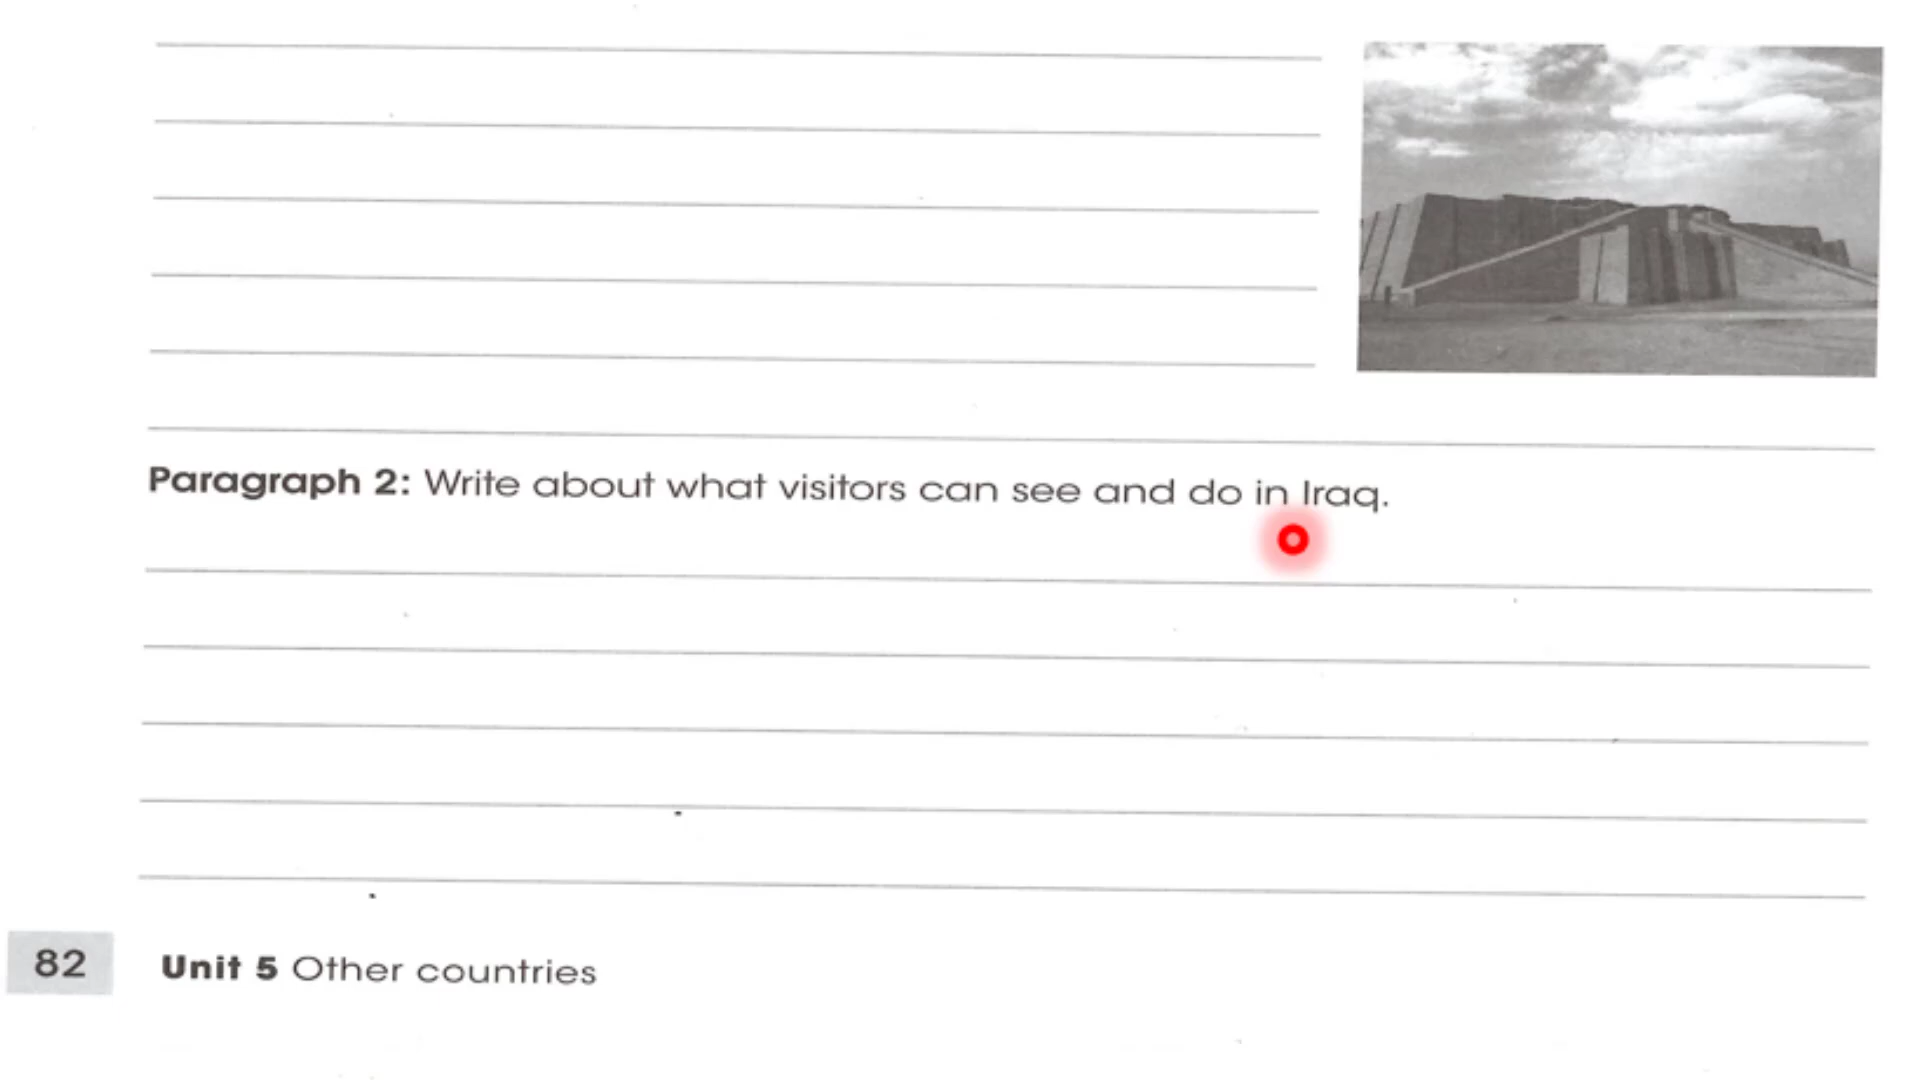 Paragraph 2: Write about what visitors can see and do in Iraq.
82 Unit 5 Other countries